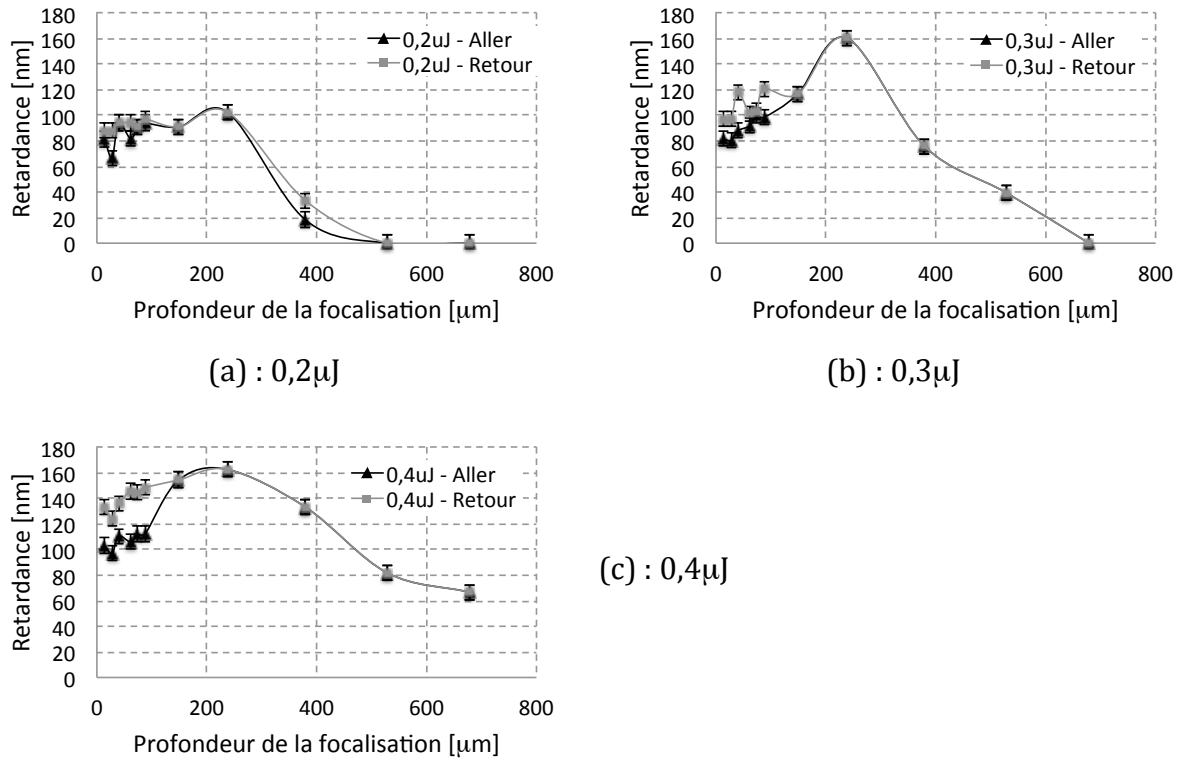 180
160
140
120
100
80
60
40
20
0
Retardance [nm]
0,2uJ - Aller
0,2uJ - Retour
0 200 400 600 800
Profondeur de la focalisation [μm]
(a) : 0,2μJ
180
160
140
120
100
80
60
40
20
0
Retardance [nm]
0,3uJ - Aller
0,3uJ - Retour
0 200 400 600 800
Profondeur de la focalisation [μm]
(b) : 0,3μJ
180
160
140
120
100
80
60
40
20
0
Retardance [nm]
0,4uJ - Aller
0,4uJ - Retour
0 200 400 600 800
Profondeur de la focalisation [μm]
(c) : 0,4μJ